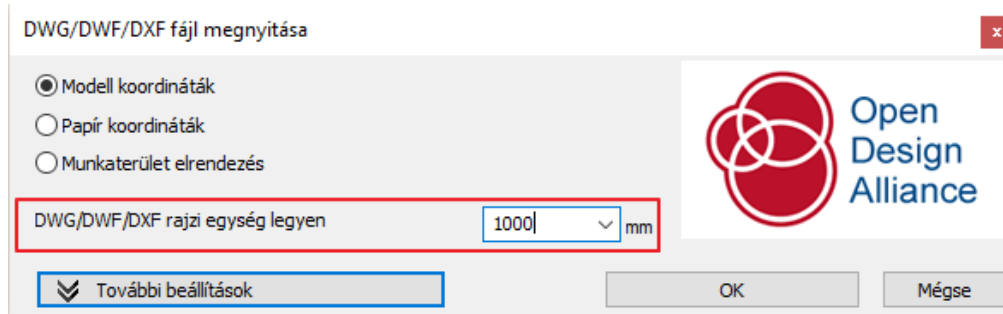 DWG/DWF/DXF fájl megnyitása
x
Modell koordináták
Papír koordináták
Munkaterület elrendezés
Open
Design
Alliance
DWG/DWF/DXF rajzi egység legyen 1000 mm
További beállítások OK Mégse